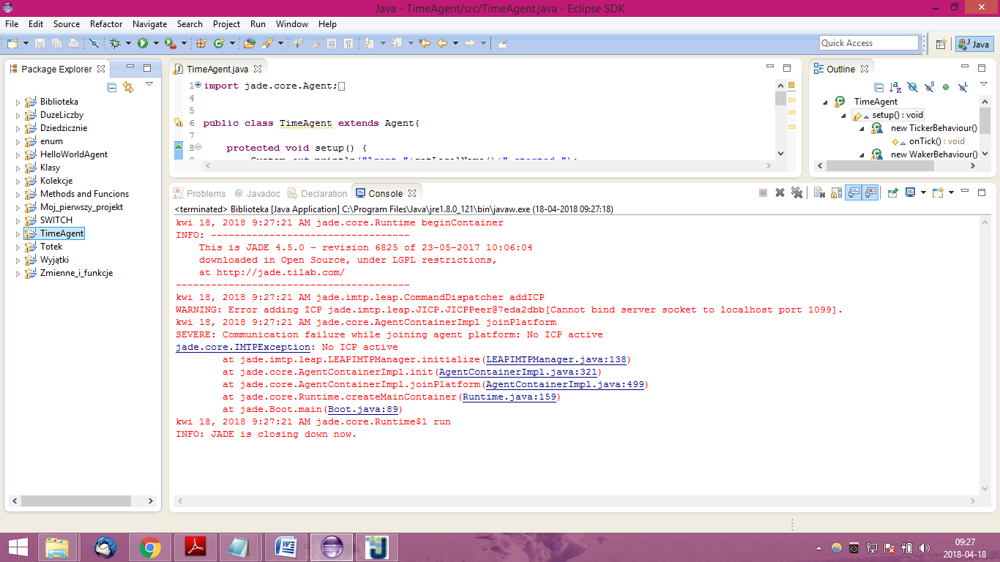 Java - TimeAgent/src/TimeAgent.java - Eclipse SDK
File Edit Source Refactor Navigate Search Project Run Window Help
Quick Access
Java
Package Explorer
Biblioteka
DuzeLiczby
Dziedzicznie
enum
HelloWorldAgent
Klasy
Kolekcje
Methods and Funcions
Moj_pierwszy_projekt
SWITCH
TimeAgent
Totek
Wyjątki
Zmienne_i_funkcje
TimeAgent.java
1 import jade.core.Agent;
4
5
6 public class TimeAgent extends Agent{
7
8 protected void setup() {
Outline
TimeAgent
setup() : void
new TickerBehaviour()
onTick() : void
new WakerBehaviour()
Problems @ Javadoc Declaration Console
<terminated> Biblioteka [Java Application] C:\Program Files\Java\jre1.8.0_121\bin\javaw.exe (18-04-2018 09:27:18)
kwi 18, 2018 9:27:21 AM jade.core.Runtime beginContainer
INFO: ----------------------------------
This is JADE 4.5.0 - revision 6825 of 23-05-2017 10:06:04
downloaded in Open Source, under LGPL restrictions,
at http://jade.tilab.com/
----------------------------------------
kwi 18, 2018 9:27:21 AM jade.imtp.leap.CommandDispatcher addICP
WARNING: Error adding ICP jade.imtp.leap.JICP.JICPPeer@7eda2dbb[Cannot bind server socket to localhost port 1099].
kwi 18, 2018 9:27:21 AM jade.core.AgentContainerImpl joinPlatform
SEVERE: Communication failure while joining agent platform: No ICP active
jade.core.IMTPException: No ICP active
at jade.imtp.leap.LEAPIMTPManager.initialize(LEAPIMTPManager.java:138)
at jade.core.AgentContainerImpl.init(AgentContainerImpl.java:321)
at jade.core.AgentContainerImpl.joinPlatform(AgentContainerImpl.java:499)
at jade.core.Runtime.createMainContainer(Runtime.java:159)
at jade.Boot.main(Boot.java:89)
kwi 18, 2018 9:27:21 AM jade.core.Runtime$1 run
INFO: JADE is closing down now.
09:27
2018-04-18